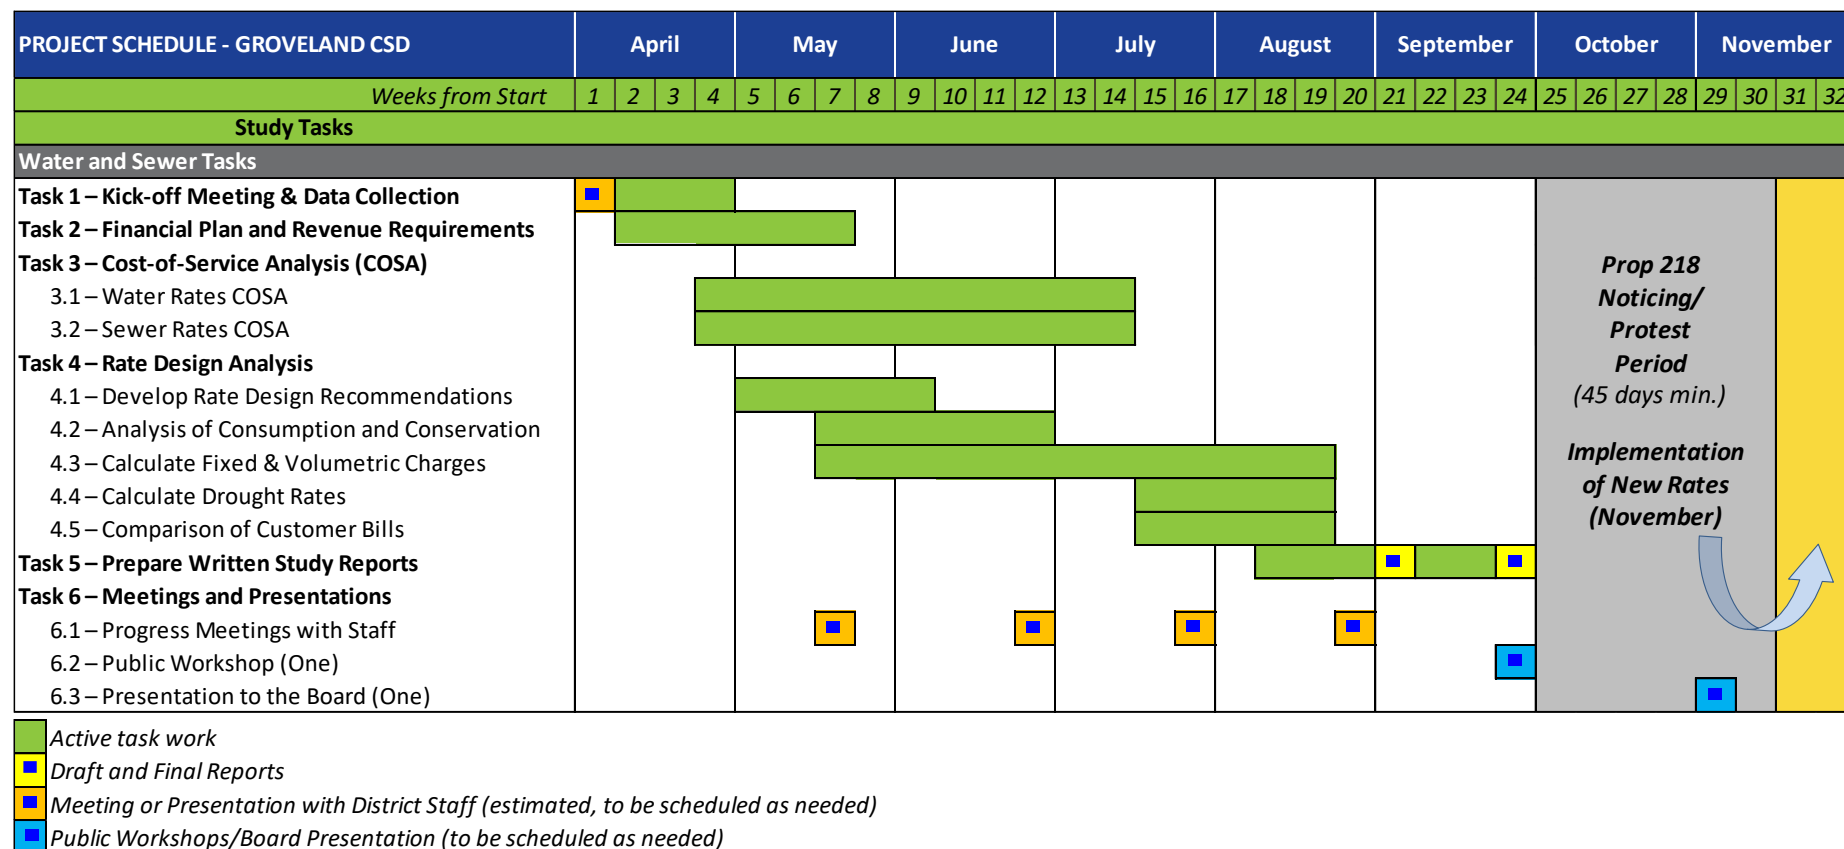 PROJECT SCHEDULE - GROVELAND CSD April May June July August September October November
Weeks from Start 1 2 3 4 5 6 7 8 9 10 11 12 13 14 15 16 17 18 19 20 21 22 23 24 25 26 27 28 29 30 31 32
Study Tasks
Water and Sewer Tasks
Task 1 – Kick-off Meeting & Data Collection
Task 2 – Financial Plan and Revenue Requirements
Task 3 – Cost-of-Service Analysis (COSA)
3.1 – Water Rates COSA
3.2 – Sewer Rates COSA
Task 4 – Rate Design Analysis
4.1 – Develop Rate Design Recommendations
4.2 – Analysis of Consumption and Conservation
4.3 – Calculate Fixed & Volumetric Charges
4.4 – Calculate Drought Rates
4.5 – Comparison of Customer Bills
Task 5 – Prepare Written Study Reports
Task 6 – Meetings and Presentations
6.1 – Progress Meetings with Staff
6.2 – Public Workshop (One)
6.3 – Presentation to the Board (One)
Prop 218
Noticing/
Protest
Period
(45 days min.)
Implementation
of New Rates
(November)
Active task work
Draft and Final Reports
Meeting or Presentation with District Staff (estimated, to be scheduled as needed)
Public Workshops/Board Presentation (to be scheduled as needed)